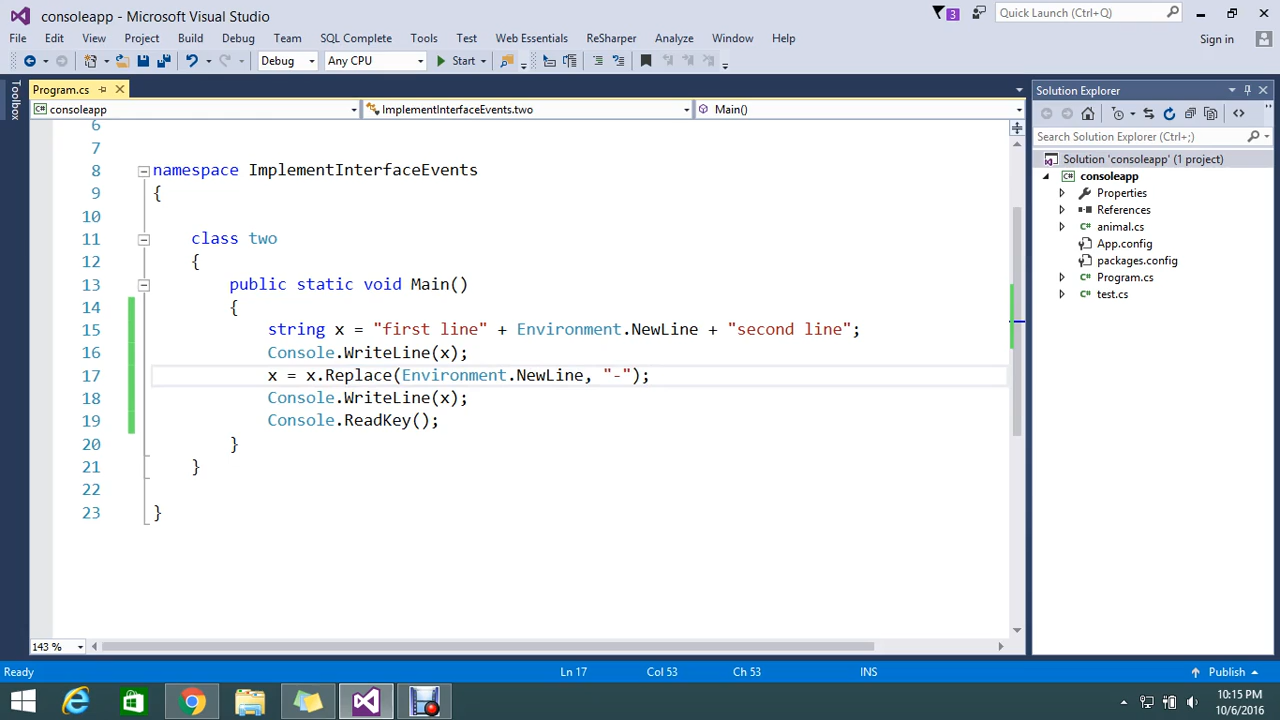 consoleapp - Microsoft Visual Studio
3
Quick Launch (Ctrl+Q)
File Edit View Project Build Debug Team SQL Complete Tools Test Web Essentials ReSharper Analyze Window Help
Sign in
Debug Any CPU Start
Toolbox
Program.cs
consoleapp ImplementInterfaceEvents.two Main()
6
7
8 namespace ImplementInterfaceEvents
9 {
10
11 class two
12 {
13 public static void Main()
14 {
15 string x = "first line" + Environment.NewLine + "second line";
16 Console.WriteLine(x);
17 x = x.Replace(Environment.NewLine, "-");
18 Console.WriteLine(x);
19 Console.ReadKey();
20 }
21 }
22
23 }
143 %
Solution Explorer
Search Solution Explorer (Ctrl+;)
Solution 'consoleapp' (1 project)
C# consoleapp
Properties
References
animal.cs
App.config
packages.config
Program.cs
test.cs
Ready Ln 17 Col 53 Ch 53 INS Publish
10:15 PM
10/6/2016